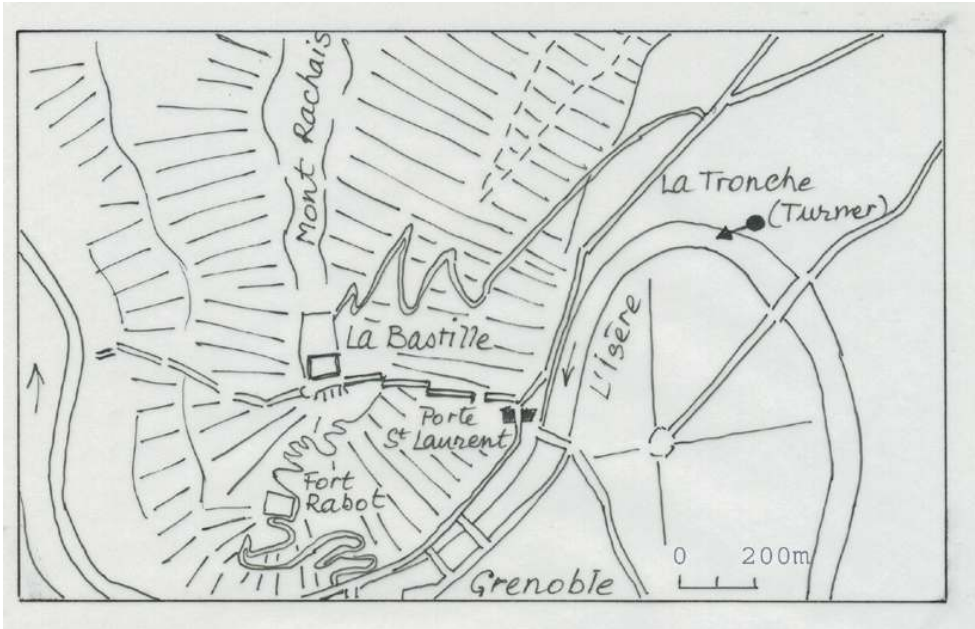 Mont Rachais
La Tronche
(Turner)
La Bastille
L'Isère
Porte
St Laurent
Fort
Rabot
0 200m
Grenoble